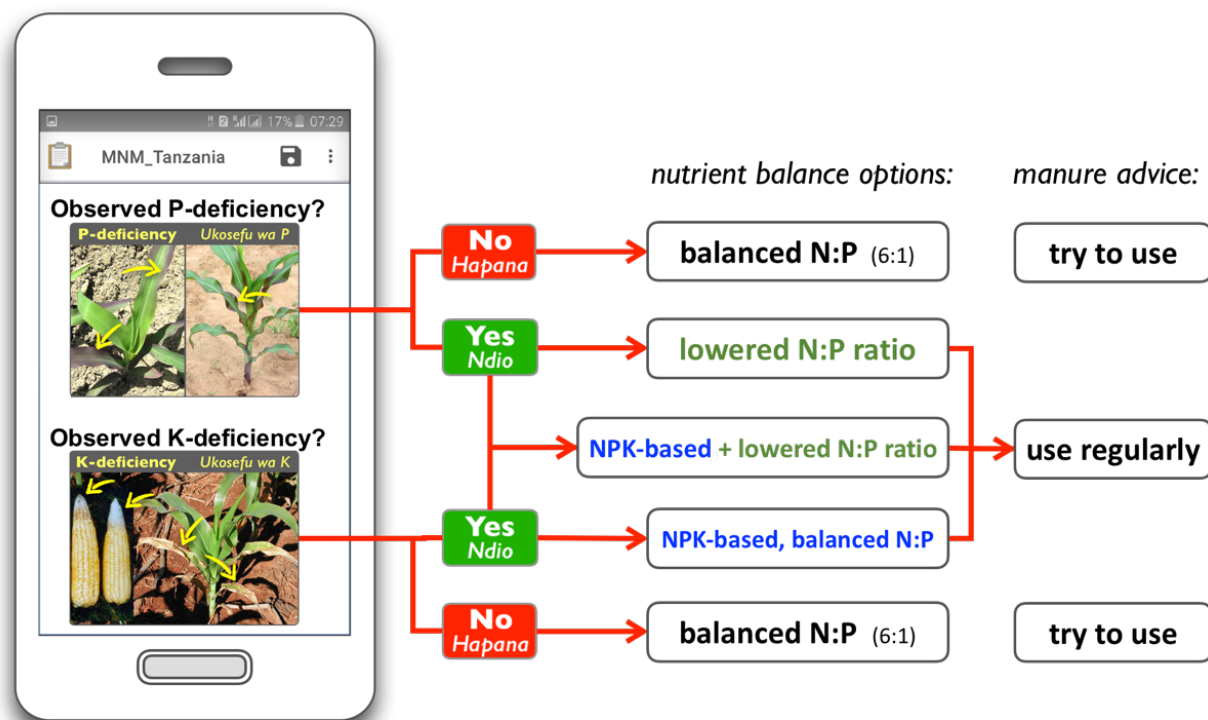 17% 07:29
MNM_Tanzania
nutrient balance options:
manure advice:
Observed P-deficiency?
P-deficiency Ukosefu wa P
No
Hapana
balanced N:P (6:1)
try to use
Yes
Ndio
lowered N:P ratio
Observed K-deficiency?
K-deficiency Ukosefu wa K
NPK-based + lowered N:P ratio
use regularly
Yes
Ndio
NPK-based, balanced N:P
No
Hapana
balanced N:P (6:1)
try to use